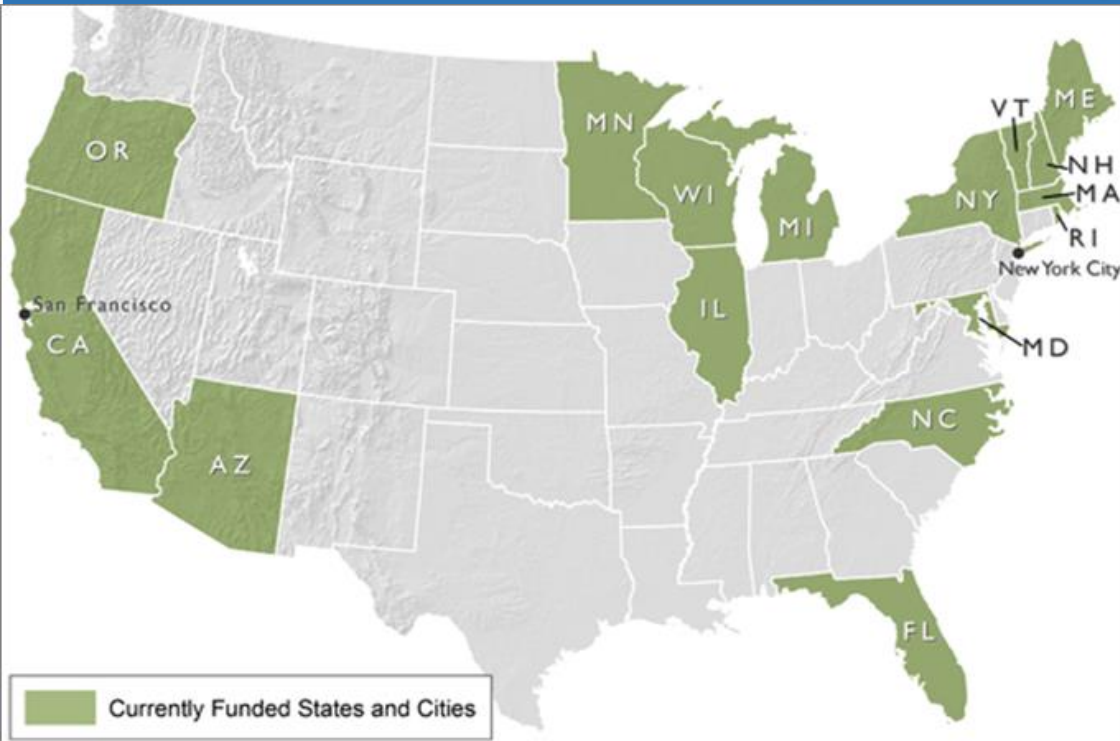 OR
MN
VT
ME
NH
WI
NY
MA
MI
RI
New York City
San Francisco
IL
CA
MD
NC
AZ
FL
Currently Funded States and Cities